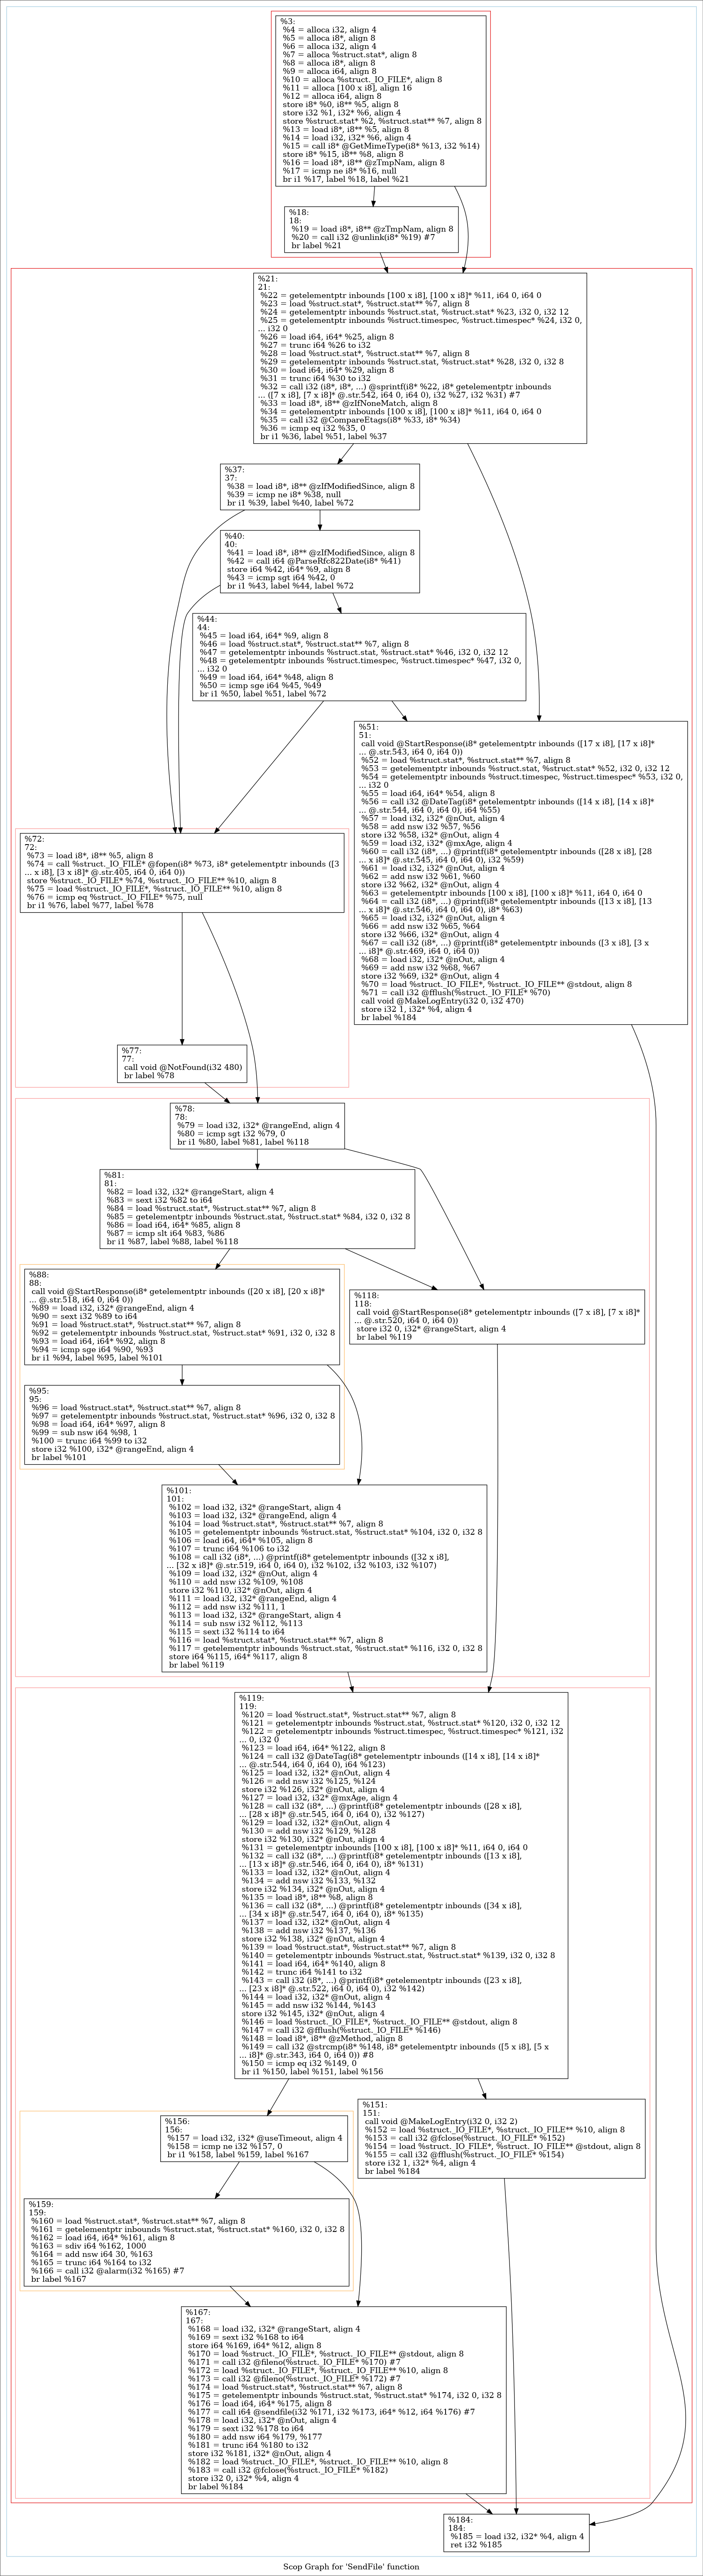 %3:
%4 = alloca i32, align 4
%5 = alloca i8*, align 8
%6 = alloca i32, align 4
%7 = alloca %struct.stat*, align 8
%8 = alloca i8*, align 8
%9 = alloca i64, align 8
%10 = alloca %struct._IO_FILE*, align 8
%11 = alloca [100 x i8], align 16
%12 = alloca i64, align 8
store i8* %0, i8** %5, align 8
store i32 %1, i32* %6, align 4
store %struct.stat* %2, %struct.stat** %7, align 8
%13 = load i8*, i8** %5, align 8
%14 = load i32, i32* %6, align 4
%15 = call i8* @GetMimeType(i8* %13, i32 %14)
store i8* %15, i8** %8, align 8
%16 = load i8*, i8** @zTmpNam, align 8
%17 = icmp ne i8* %16, null
br i1 %17, label %18, label %21
%18:
18:
%19 = load i8*, i8** @zTmpNam, align 8
%20 = call i32 @unlink(i8* %19) #7
br label %21
%21:
21:
%22 = getelementptr inbounds [100 x i8], [100 x i8]* %11, i64 0, i64 0
%23 = load %struct.stat*, %struct.stat** %7, align 8
%24 = getelementptr inbounds %struct.stat, %struct.stat* %23, i32 0, i32 12
%25 = getelementptr inbounds %struct.timespec, %struct.timespec* %24, i32 0,
... i32 0
%26 = load i64, i64* %25, align 8
%27 = trunc i64 %26 to i32
%28 = load %struct.stat*, %struct.stat** %7, align 8
%29 = getelementptr inbounds %struct.stat, %struct.stat* %28, i32 0, i32 8
%30 = load i64, i64* %29, align 8
%31 = trunc i64 %30 to i32
%32 = call i32 (i8*, i8*, ...) @sprintf(i8* %22, i8* getelementptr inbounds
... ([7 x i8], [7 x i8]* @.str.542, i64 0, i64 0), i32 %27, i32 %31) #7
%33 = load i8*, i8** @zIfNoneMatch, align 8
%34 = getelementptr inbounds [100 x i8], [100 x i8]* %11, i64 0, i64 0
%35 = call i32 @CompareEtags(i8* %33, i8* %34)
%36 = icmp eq i32 %35, 0
br i1 %36, label %51, label %37
%37:
37:
%38 = load i8*, i8** @zIfModifiedSince, align 8
%39 = icmp ne i8* %38, null
br i1 %39, label %40, label %72
%40:
40:
%41 = load i8*, i8** @zIfModifiedSince, align 8
%42 = call i64 @ParseRfc822Date(i8* %41)
store i64 %42, i64* %9, align 8
%43 = icmp sgt i64 %42, 0
br i1 %43, label %44, label %72
%44:
44:
%45 = load i64, i64* %9, align 8
%46 = load %struct.stat*, %struct.stat** %7, align 8
%47 = getelementptr inbounds %struct.stat, %struct.stat* %46, i32 0, i32 12
%48 = getelementptr inbounds %struct.timespec, %struct.timespec* %47, i32 0,
... i32 0
%49 = load i64, i64* %48, align 8
%50 = icmp sge i64 %45, %49
br i1 %50, label %51, label %72
%51:
51:
call void @StartResponse(i8* getelementptr inbounds ([17 x i8], [17 x i8]*
... @.str.543, i64 0, i64 0))
%52 = load %struct.stat*, %struct.stat** %7, align 8
%53 = getelementptr inbounds %struct.stat, %struct.stat* %52, i32 0, i32 12
%54 = getelementptr inbounds %struct.timespec, %struct.timespec* %53, i32 0,
... i32 0
%55 = load i64, i64* %54, align 8
%56 = call i32 @DateTag(i8* getelementptr inbounds ([14 x i8], [14 x i8]*
... @.str.544, i64 0, i64 0), i64 %55)
%57 = load i32, i32* @nOut, align 4
%58 = add nsw i32 %57, %56
store i32 %58, i32* @nOut, align 4
%59 = load i32, i32* @mxAge, align 4
%60 = call i32 (i8*, ...) @printf(i8* getelementptr inbounds ([28 x i8], [28
... x i8]* @.str.545, i64 0, i64 0), i32 %59)
%61 = load i32, i32* @nOut, align 4
%62 = add nsw i32 %61, %60
store i32 %62, i32* @nOut, align 4
%63 = getelementptr inbounds [100 x i8], [100 x i8]* %11, i64 0, i64 0
%64 = call i32 (i8*, ...) @printf(i8* getelementptr inbounds ([13 x i8], [13
... x i8]* @.str.546, i64 0, i64 0), i8* %63)
%65 = load i32, i32* @nOut, align 4
%66 = add nsw i32 %65, %64
store i32 %66, i32* @nOut, align 4
%67 = call i32 (i8*, ...) @printf(i8* getelementptr inbounds ([3 x i8], [3 x
... i8]* @.str.469, i64 0, i64 0))
%68 = load i32, i32* @nOut, align 4
%69 = add nsw i32 %68, %67
store i32 %69, i32* @nOut, align 4
%70 = load %struct._IO_FILE*, %struct._IO_FILE** @stdout, align 8
%71 = call i32 @fflush(%struct._IO_FILE* %70)
call void @MakeLogEntry(i32 0, i32 470)
store i32 1, i32* %4, align 4
br label %184
%72:
72:
%73 = load i8*, i8** %5, align 8
%74 = call %struct._IO_FILE* @fopen(i8* %73, i8* getelementptr inbounds ([3
... x i8], [3 x i8]* @.str.405, i64 0, i64 0))
store %struct._IO_FILE* %74, %struct._IO_FILE** %10, align 8
%75 = load %struct._IO_FILE*, %struct._IO_FILE** %10, align 8
%76 = icmp eq %struct._IO_FILE* %75, null
br i1 %76, label %77, label %78
%77:
77:
call void @NotFound(i32 480)
br label %78
%78:
78:
%79 = load i32, i32* @rangeEnd, align 4
%80 = icmp sgt i32 %79, 0
br i1 %80, label %81, label %118
%81:
81:
%82 = load i32, i32* @rangeStart, align 4
%83 = sext i32 %82 to i64
%84 = load %struct.stat*, %struct.stat** %7, align 8
%85 = getelementptr inbounds %struct.stat, %struct.stat* %84, i32 0, i32 8
%86 = load i64, i64* %85, align 8
%87 = icmp slt i64 %83, %86
br i1 %87, label %88, label %118
%88:
88:
call void @StartResponse(i8* getelementptr inbounds ([20 x i8], [20 x i8]*
... @.str.518, i64 0, i64 0))
%89 = load i32, i32* @rangeEnd, align 4
%90 = sext i32 %89 to i64
%91 = load %struct.stat*, %struct.stat** %7, align 8
%92 = getelementptr inbounds %struct.stat, %struct.stat* %91, i32 0, i32 8
%93 = load i64, i64* %92, align 8
%94 = icmp sge i64 %90, %93
br i1 %94, label %95, label %101
%118:
118:
call void @StartResponse(i8* getelementptr inbounds ([7 x i8], [7 x i8]*
... @.str.520, i64 0, i64 0))
store i32 0, i32* @rangeStart, align 4
br label %119
%95:
95:
%96 = load %struct.stat*, %struct.stat** %7, align 8
%97 = getelementptr inbounds %struct.stat, %struct.stat* %96, i32 0, i32 8
%98 = load i64, i64* %97, align 8
%99 = sub nsw i64 %98, 1
%100 = trunc i64 %99 to i32
store i32 %100, i32* @rangeEnd, align 4
br label %101
%101:
101:
%102 = load i32, i32* @rangeStart, align 4
%103 = load i32, i32* @rangeEnd, align 4
%104 = load %struct.stat*, %struct.stat** %7, align 8
%105 = getelementptr inbounds %struct.stat, %struct.stat* %104, i32 0, i32 8
%106 = load i64, i64* %105, align 8
%107 = trunc i64 %106 to i32
%108 = call i32 (i8*, ...) @printf(i8* getelementptr inbounds ([32 x i8],
... [32 x i8]* @.str.519, i64 0, i64 0), i32 %102, i32 %103, i32 %107)
%109 = load i32, i32* @nOut, align 4
%110 = add nsw i32 %109, %108
store i32 %110, i32* @nOut, align 4
%111 = load i32, i32* @rangeEnd, align 4
%112 = add nsw i32 %111, 1
%113 = load i32, i32* @rangeStart, align 4
%114 = sub nsw i32 %112, %113
%115 = sext i32 %114 to i64
%116 = load %struct.stat*, %struct.stat** %7, align 8
%117 = getelementptr inbounds %struct.stat, %struct.stat* %116, i32 0, i32 8
store i64 %115, i64* %117, align 8
br label %119
%119:
119:
%120 = load %struct.stat*, %struct.stat** %7, align 8
%121 = getelementptr inbounds %struct.stat, %struct.stat* %120, i32 0, i32 12
%122 = getelementptr inbounds %struct.timespec, %struct.timespec* %121, i32
... 0, i32 0
%123 = load i64, i64* %122, align 8
%124 = call i32 @DateTag(i8* getelementptr inbounds ([14 x i8], [14 x i8]*
... @.str.544, i64 0, i64 0), i64 %123)
%125 = load i32, i32* @nOut, align 4
%126 = add nsw i32 %125, %124
store i32 %126, i32* @nOut, align 4
%127 = load i32, i32* @mxAge, align 4
%128 = call i32 (i8*, ...) @printf(i8* getelementptr inbounds ([28 x i8],
... [28 x i8]* @.str.545, i64 0, i64 0), i32 %127)
%129 = load i32, i32* @nOut, align 4
%130 = add nsw i32 %129, %128
store i32 %130, i32* @nOut, align 4
%131 = getelementptr inbounds [100 x i8], [100 x i8]* %11, i64 0, i64 0
%132 = call i32 (i8*, ...) @printf(i8* getelementptr inbounds ([13 x i8],
... [13 x i8]* @.str.546, i64 0, i64 0), i8* %131)
%133 = load i32, i32* @nOut, align 4
%134 = add nsw i32 %133, %132
store i32 %134, i32* @nOut, align 4
%135 = load i8*, i8** %8, align 8
%136 = call i32 (i8*, ...) @printf(i8* getelementptr inbounds ([34 x i8],
... [34 x i8]* @.str.547, i64 0, i64 0), i8* %135)
%137 = load i32, i32* @nOut, align 4
%138 = add nsw i32 %137, %136
store i32 %138, i32* @nOut, align 4
%139 = load %struct.stat*, %struct.stat** %7, align 8
%140 = getelementptr inbounds %struct.stat, %struct.stat* %139, i32 0, i32 8
%141 = load i64, i64* %140, align 8
%142 = trunc i64 %141 to i32
%143 = call i32 (i8*, ...) @printf(i8* getelementptr inbounds ([23 x i8],
... [23 x i8]* @.str.522, i64 0, i64 0), i32 %142)
%144 = load i32, i32* @nOut, align 4
%145 = add nsw i32 %144, %143
store i32 %145, i32* @nOut, align 4
%146 = load %struct._IO_FILE*, %struct._IO_FILE** @stdout, align 8
%147 = call i32 @fflush(%struct._IO_FILE* %146)
%148 = load i8*, i8** @zMethod, align 8
%149 = call i32 @strcmp(i8* %148, i8* getelementptr inbounds ([5 x i8], [5 x
... i8]* @.str.343, i64 0, i64 0)) #8
%150 = icmp eq i32 %149, 0
br i1 %150, label %151, label %156
%151:
151:
call void @MakeLogEntry(i32 0, i32 2)
%152 = load %struct._IO_FILE*, %struct._IO_FILE** %10, align 8
%153 = call i32 @fclose(%struct._IO_FILE* %152)
%154 = load %struct._IO_FILE*, %struct._IO_FILE** @stdout, align 8
%155 = call i32 @fflush(%struct._IO_FILE* %154)
store i32 1, i32* %4, align 4
br label %184
%156:
156:
%157 = load i32, i32* @useTimeout, align 4
%158 = icmp ne i32 %157, 0
br i1 %158, label %159, label %167
%159:
159:
%160 = load %struct.stat*, %struct.stat** %7, align 8
%161 = getelementptr inbounds %struct.stat, %struct.stat* %160, i32 0, i32 8
%162 = load i64, i64* %161, align 8
%163 = sdiv i64 %162, 1000
%164 = add nsw i64 30, %163
%165 = trunc i64 %164 to i32
%166 = call i32 @alarm(i32 %165) #7
br label %167
%167:
167:
%168 = load i32, i32* @rangeStart, align 4
%169 = sext i32 %168 to i64
store i64 %169, i64* %12, align 8
%170 = load %struct._IO_FILE*, %struct._IO_FILE** @stdout, align 8
%171 = call i32 @fileno(%struct._IO_FILE* %170) #7
%172 = load %struct._IO_FILE*, %struct._IO_FILE** %10, align 8
%173 = call i32 @fileno(%struct._IO_FILE* %172) #7
%174 = load %struct.stat*, %struct.stat** %7, align 8
%175 = getelementptr inbounds %struct.stat, %struct.stat* %174, i32 0, i32 8
%176 = load i64, i64* %175, align 8
%177 = call i64 @sendfile(i32 %171, i32 %173, i64* %12, i64 %176) #7
%178 = load i32, i32* @nOut, align 4
%179 = sext i32 %178 to i64
%180 = add nsw i64 %179, %177
%181 = trunc i64 %180 to i32
store i32 %181, i32* @nOut, align 4
%182 = load %struct._IO_FILE*, %struct._IO_FILE** %10, align 8
%183 = call i32 @fclose(%struct._IO_FILE* %182)
store i32 0, i32* %4, align 4
br label %184
%184:
184:
%185 = load i32, i32* %4, align 4
ret i32 %185
Scop Graph for 'SendFile' function